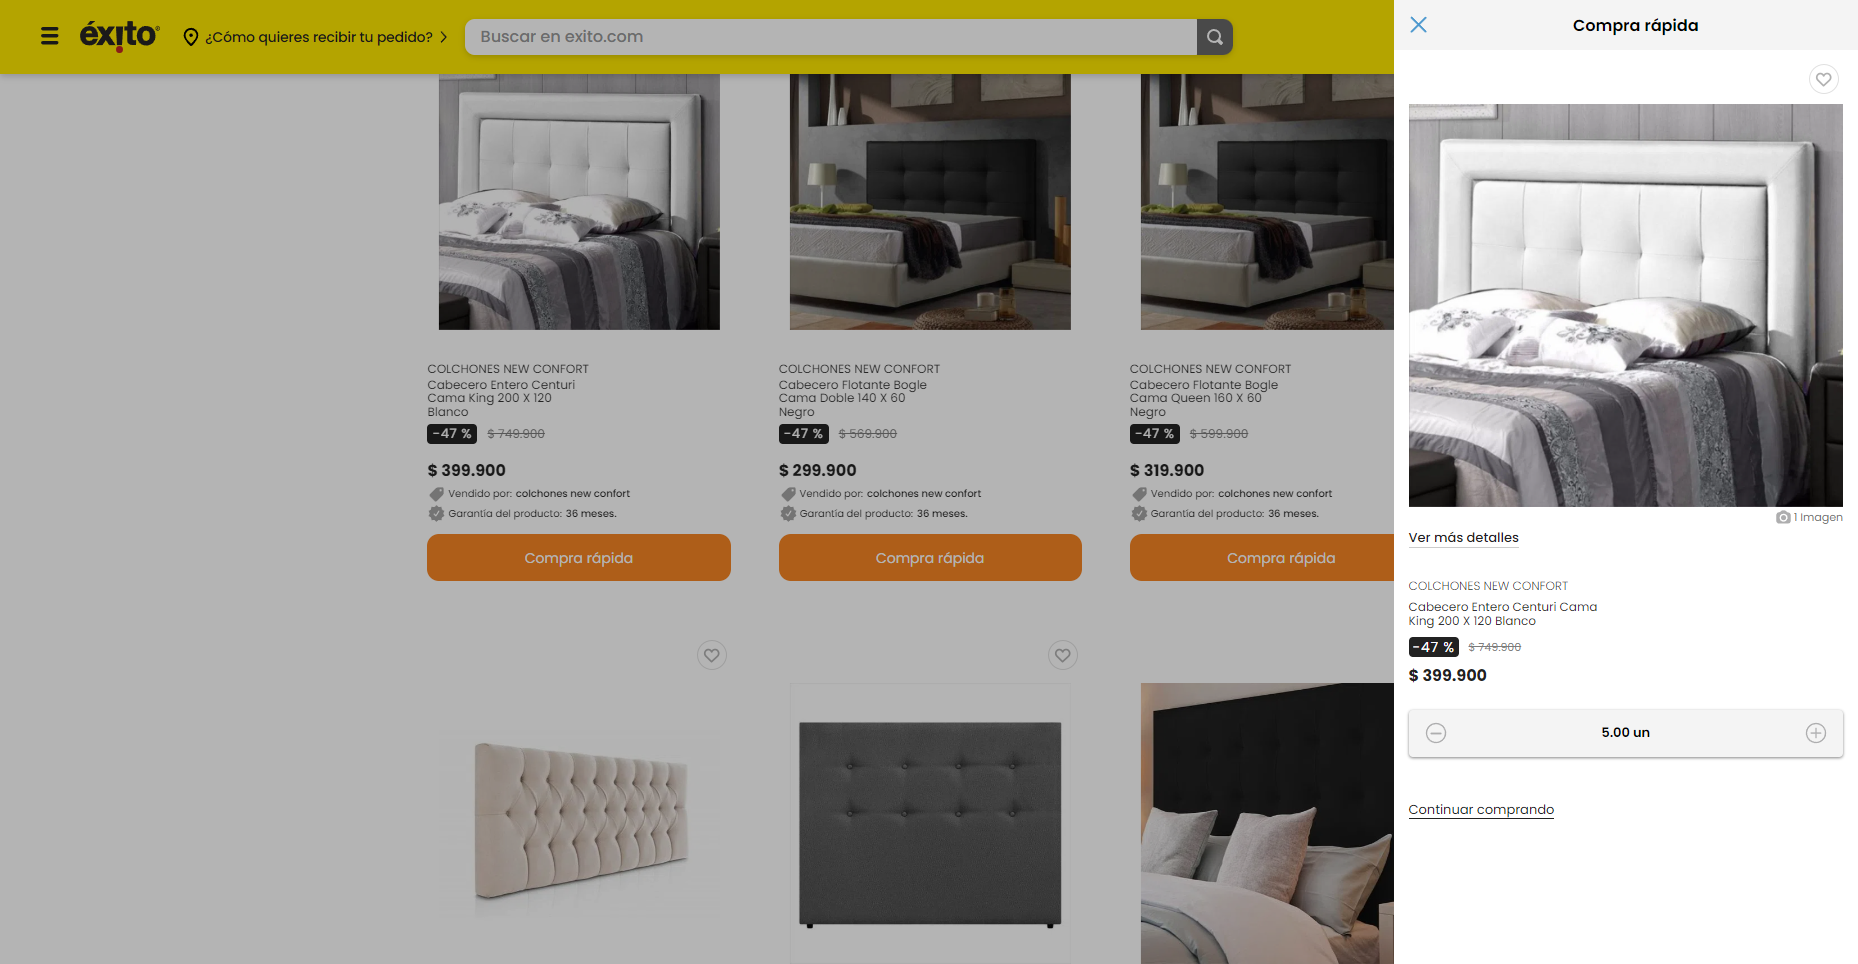 éxito
¿Cómo quieres recibir tu pedido?
Buscar en exito.com
COLCHONES NEW CONFORT
Cabecero Entero Centuri
Cama King 200 X 120
Blanco
-47 %
$ 749.900
$ 399.900
Vendido por: colchones new confort
Garantía del producto: 36 meses.
Compra rápida
COLCHONES NEW CONFORT
Cabecero Flotante Bogle
Cama Doble 140 X 60
Negro
-47 %
$ 569.900
$ 299.900
Vendido por: colchones new confort
Garantía del producto: 36 meses.
Compra rápida
COLCHONES NEW CONFORT
Cabecero Flotante Bogle
Cama Queen 160 X 60
Negro
-47 %
$ 599.900
$ 319.900
Vendido por: colchones new confort
Garantía del producto: 36 meses.
Compra rápida
Compra rápida
1 Imagen
Ver más detalles
COLCHONES NEW CONFORT
Cabecero Entero Centuri Cama
King 200 X 120 Blanco
-47 %
$ 749.900
$ 399.900
5.00 un
Continuar comprando